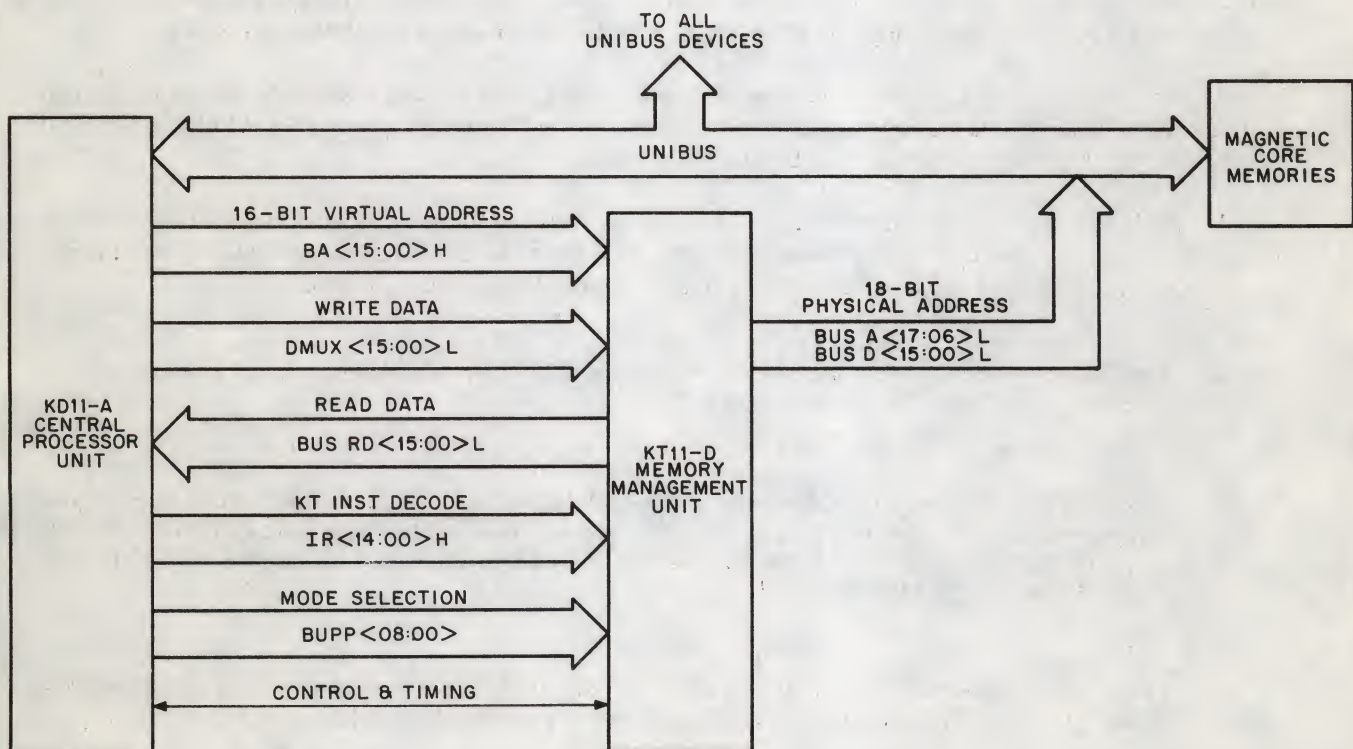 TO ALL
UNIBUS DEVICES
UNIBUS
MAGNETIC
CORE
MEMORIES
16-BIT VIRTUAL ADDRESS
BA<15:00>H
WRITE DATA
DMUX<15:00>L
READ DATA
BUS RD<15:00>L
KT INST DECODE
IR<14:00>H
MODE SELECTION
BUPP<08:00>
CONTROL & TIMING
KD11-A
CENTRAL
PROCESSOR
UNIT
KT11-D
MEMORY
MANAGEMENT
UNIT
18-BIT
PHYSICAL ADDRESS
BUS A<17:06>L
BUS D<15:00>L